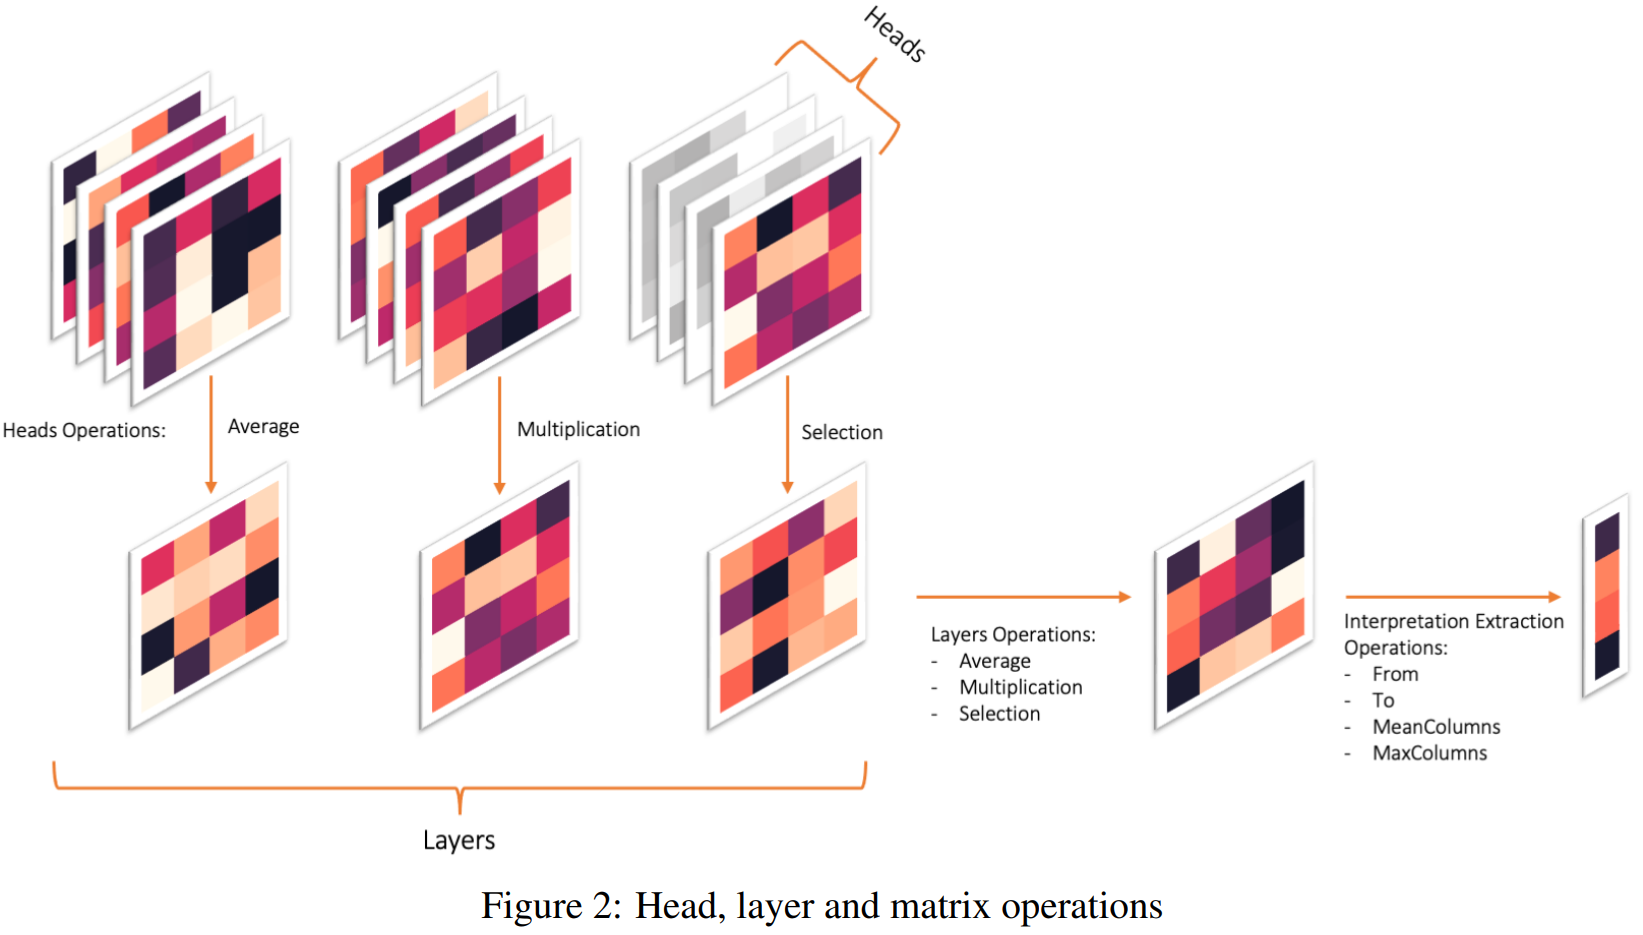 Heads
Heads Operations:
Average
Multiplication
Selection
Layers Operations:
- Average
- Multiplication
- Selection
Interpretation Extraction
Operations:
- From
- To
- MeanColumns
- MaxColumns
Layers
Figure 2: Head, layer and matrix operations